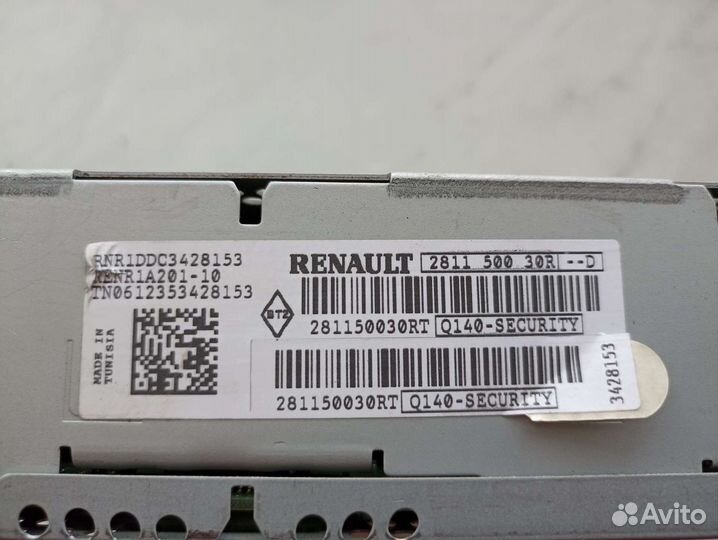 RNR1DDC3428153
RENR1A201-10
TN0612353428153
MADE IN
TUNISIA
RENAULT 2811 500 30R --D
BT2
281150030RT Q140-SECURITY
281150030RT Q140-SECURITY
3428153
Avito